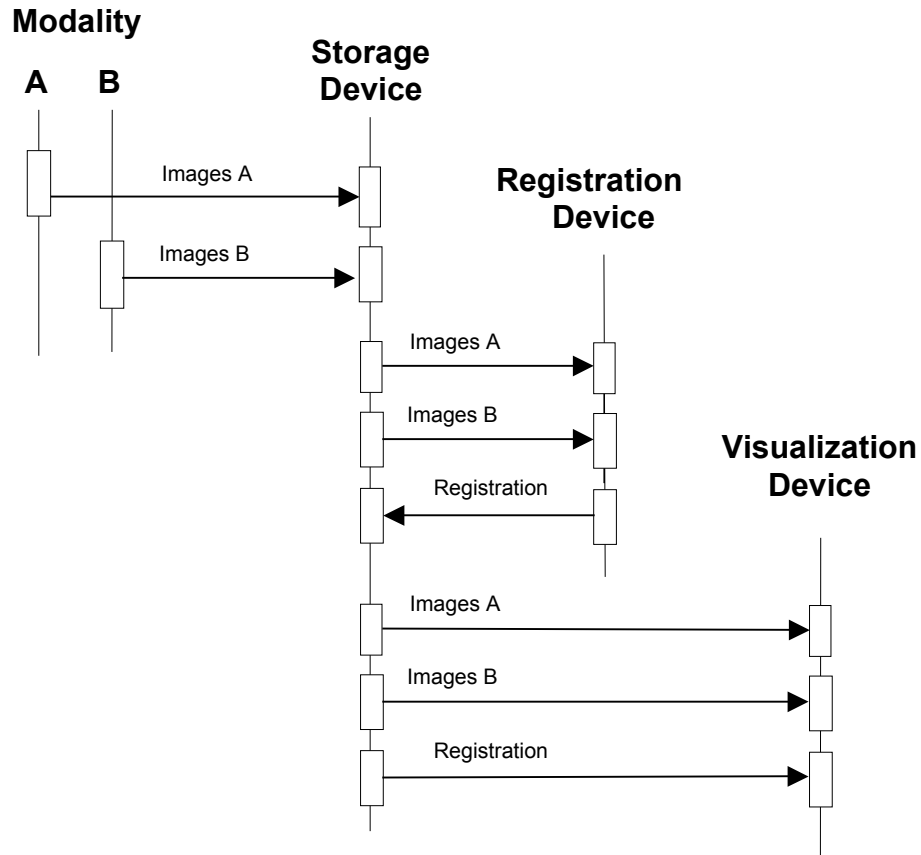 Modality
A B
Storage
Device
Images A
Registration
Device
Images B
Images A
Images B
Visualization
Device
Registration
Images A
Images B
Registration